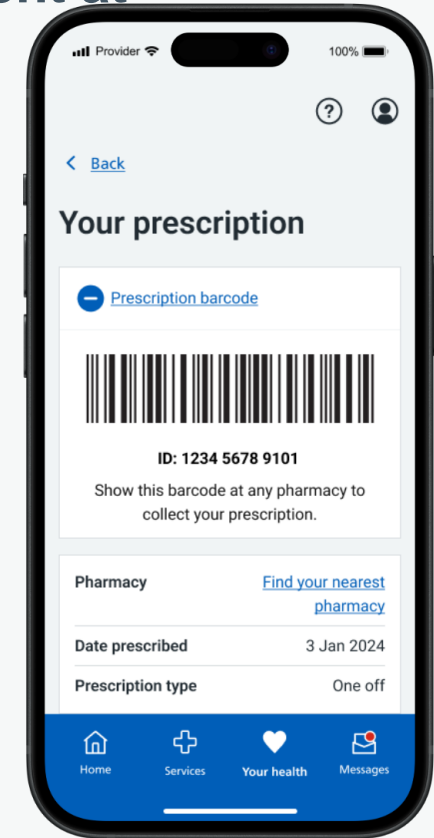 Provider
100%
Back
Your prescription
Prescription barcode
ID: 1234 5678 9101
Show this barcode at any pharmacy to
collect your prescription.
Pharmacy Find your nearest
pharmacy
Date prescribed 3 Jan 2024
Prescription type One off
Home Services Your health Messages